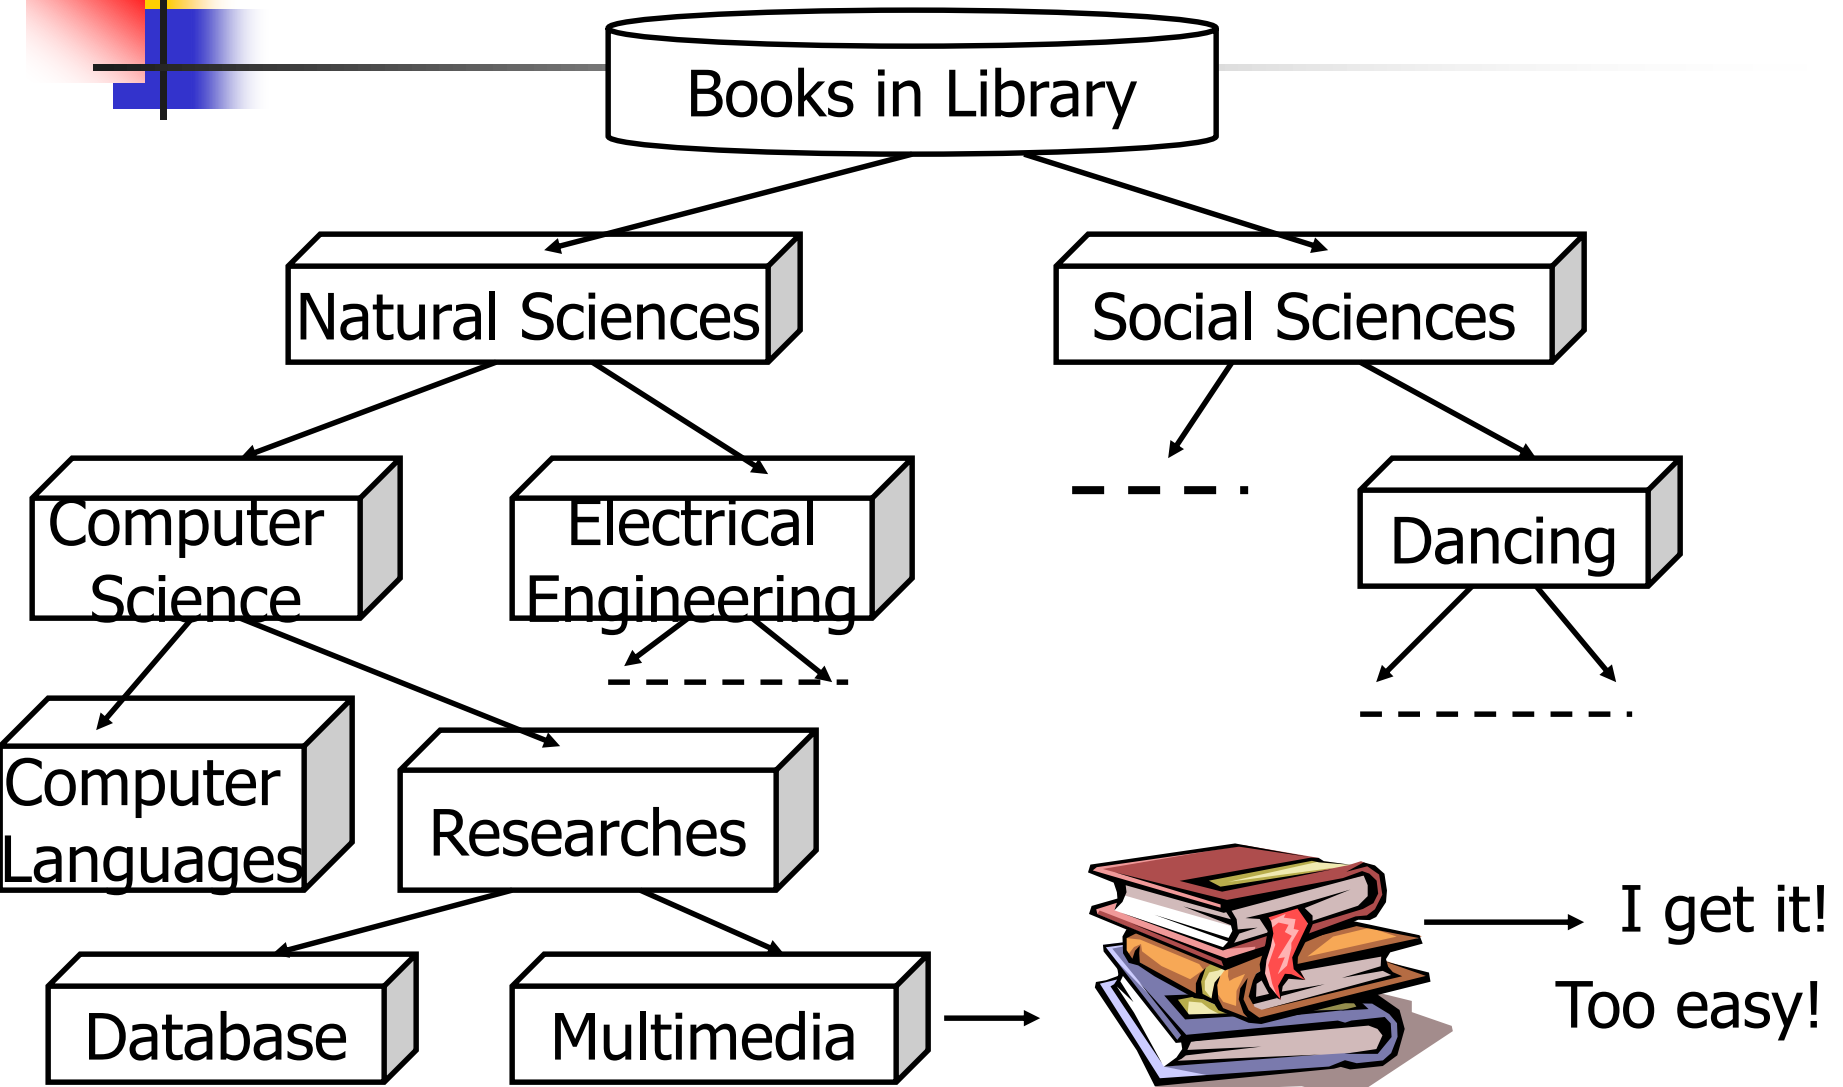 Books in Library
Natural Sciences
Social Sciences
Computer
Science
Electrical
Engineering
Dancing
Computer
Languages
Researches
I get it!
Too easy!
Database
Multimedia